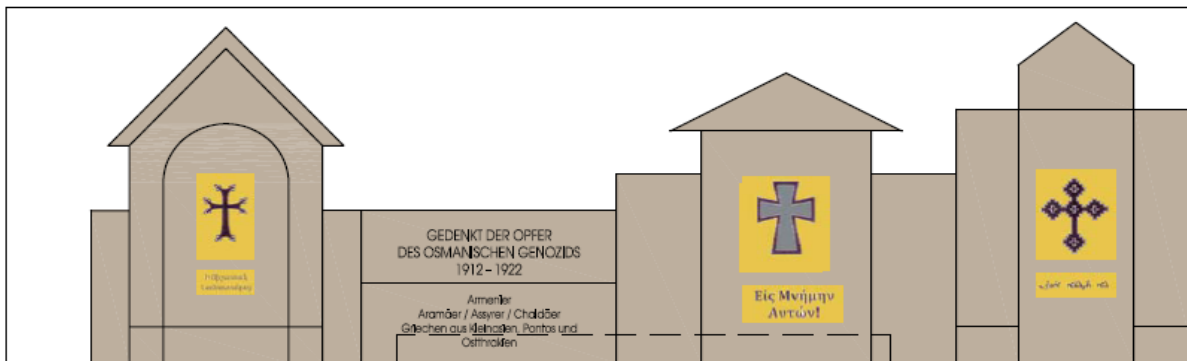 GEDENKT DER OPFER
DES OSMANISCHEN GENOZIDS
1912 – 1922
Armenier
Aramäer / Assyrer / Chaldäer
Griechen aus Kleinasien, Pontos und
Ostthrakien
Εἰς Μνήμην
Αυτών!